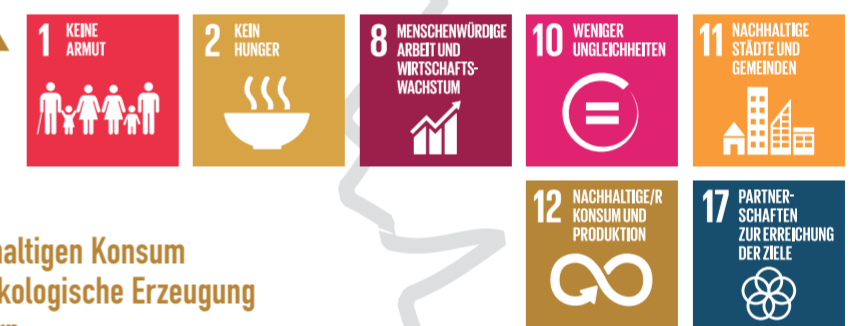 1 KEINE
ARMUT
2 KEIN
HUNGER
8 MENSCHENWÜRDIGE
ARBEIT UND
WIRTSCHAFTS-
WACHSTUM
10 WENIGER
UNGLEICHHEITEN
11 NACHHALTIGE
STÄDTE UND
GEMEINDEN
12 NACHHALTIGE/R
KONSUM UND
PRODUKTION
17 PARTNER-
SCHAFTEN
ZUR ERREICHUNG
DER ZIELE
haltigen Konsum
kologische Erzeugung